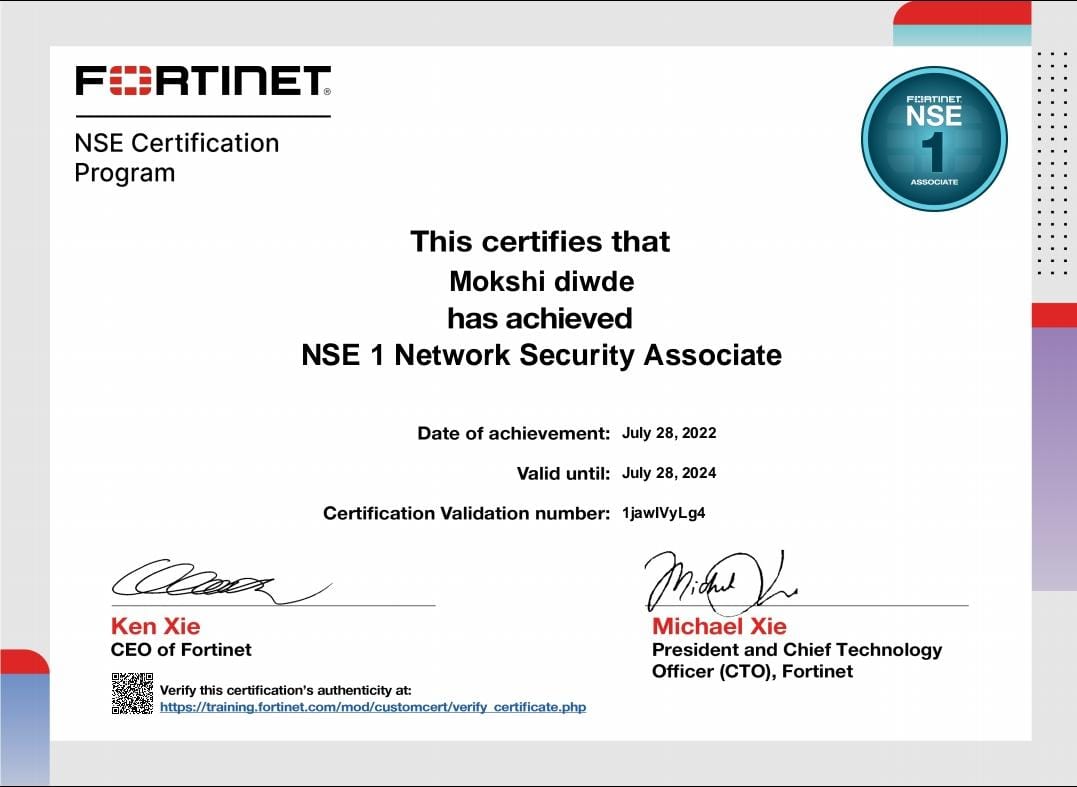 FORTINET®
NSE Certification
Program
FORTINET
NSE
1
ASSOCIATE
This certifies that
Mokshi diwde
has achieved
NSE 1 Network Security Associate
Date of achievement: July 28, 2022
Valid until: July 28, 2024
Certification Validation number: 1jawlVyLg4
Ken Xie
CEO of Fortinet
Michael Xie
President and Chief Technology
Officer (CTO), Fortinet
Verify this certification's authenticity at:
https://training.fortinet.com/mod/customcert/verify_certificate.php